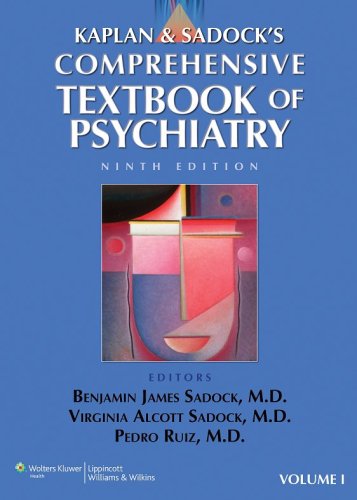 KAPLAN & SADOCK'S
COMPREHENSIVE
TEXTBOOK OF
PSYCHIATRY
NINTH EDITION
EDITORS
BENJAMIN JAMES SADOCK, M.D.
VIRGINIA ALCOTT SADOCK, M.D.
PEDRO RUIZ, M.D.
Wolters Kluwer
Health
Lippincott
Williams & Wilkins
VOLUME I